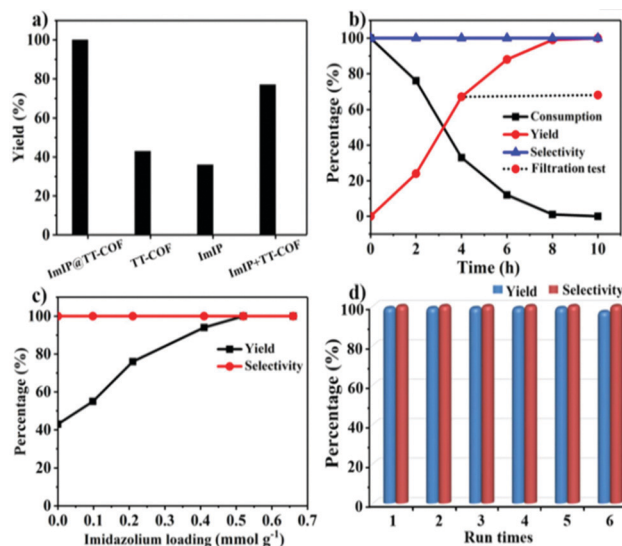 a)
Yield (%)
100
80
60
40
20
0
ImIP@TT-COF
TT-COF
ImIP
ImIP+TT-COF
b)
Percentage (%)
100
80
60
40
20
0
Consumption
Yield
Selectivity
Filtration test
0 2 4 6 8 10
Time (h)
c)
Percentage (%)
100
80
60
40
20
0
Yield
Selectivity
0.0 0.1 0.2 0.3 0.4 0.5 0.6 0.7
Imidazolium loading (mmol g⁻¹)
d)
Yield Selectivity
Percentage (%)
100
80
60
40
20
0
1 2 3 4 5 6
Run times